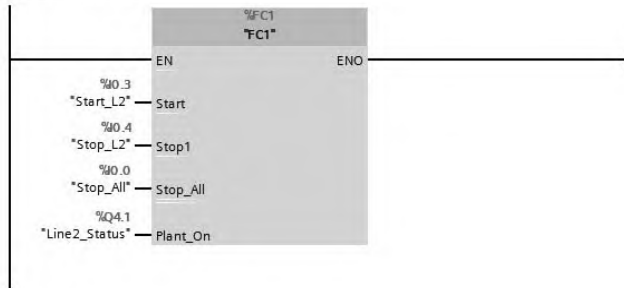 %FC1
"FC1"
EN ENO
%I0.3
"Start_L2" Start
%I0.4
"Stop_L2" Stop1
%I0.0
"Stop_All" Stop_All
%Q4.1
"Line2_Status" Plant_On